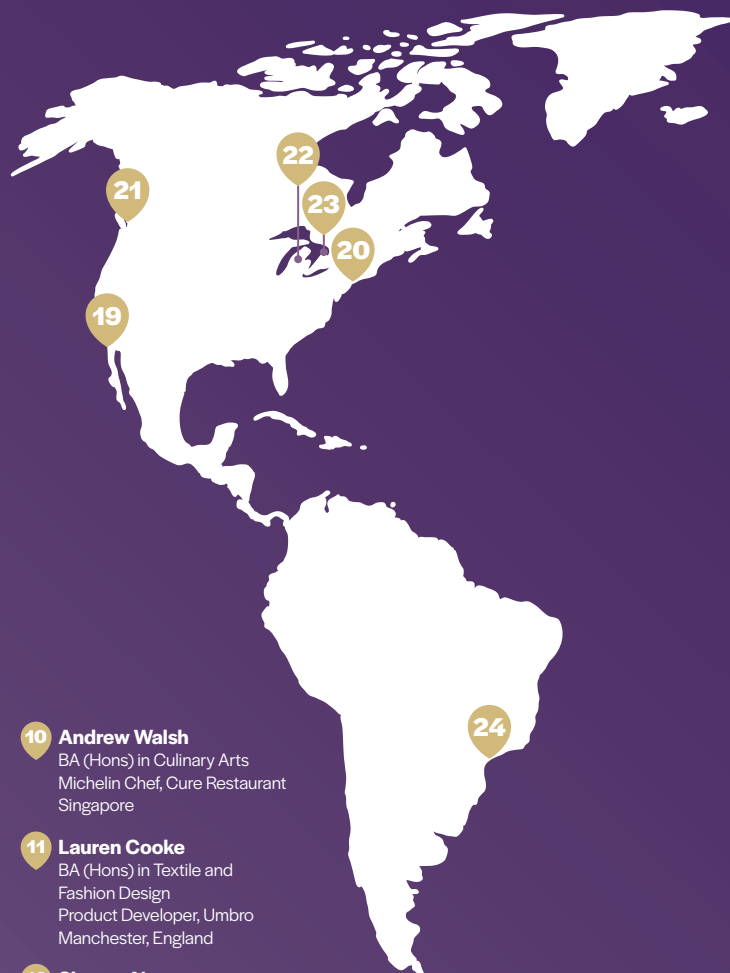 22
21
23
20
19
24
10 Andrew Walsh
BA (Hons) in Culinary Arts
Michelin Chef, Cure Restaurant
Singapore
11 Lauren Cooke
BA (Hons) in Textile and
Fashion Design
Product Developer, Umbro
Manchester, England